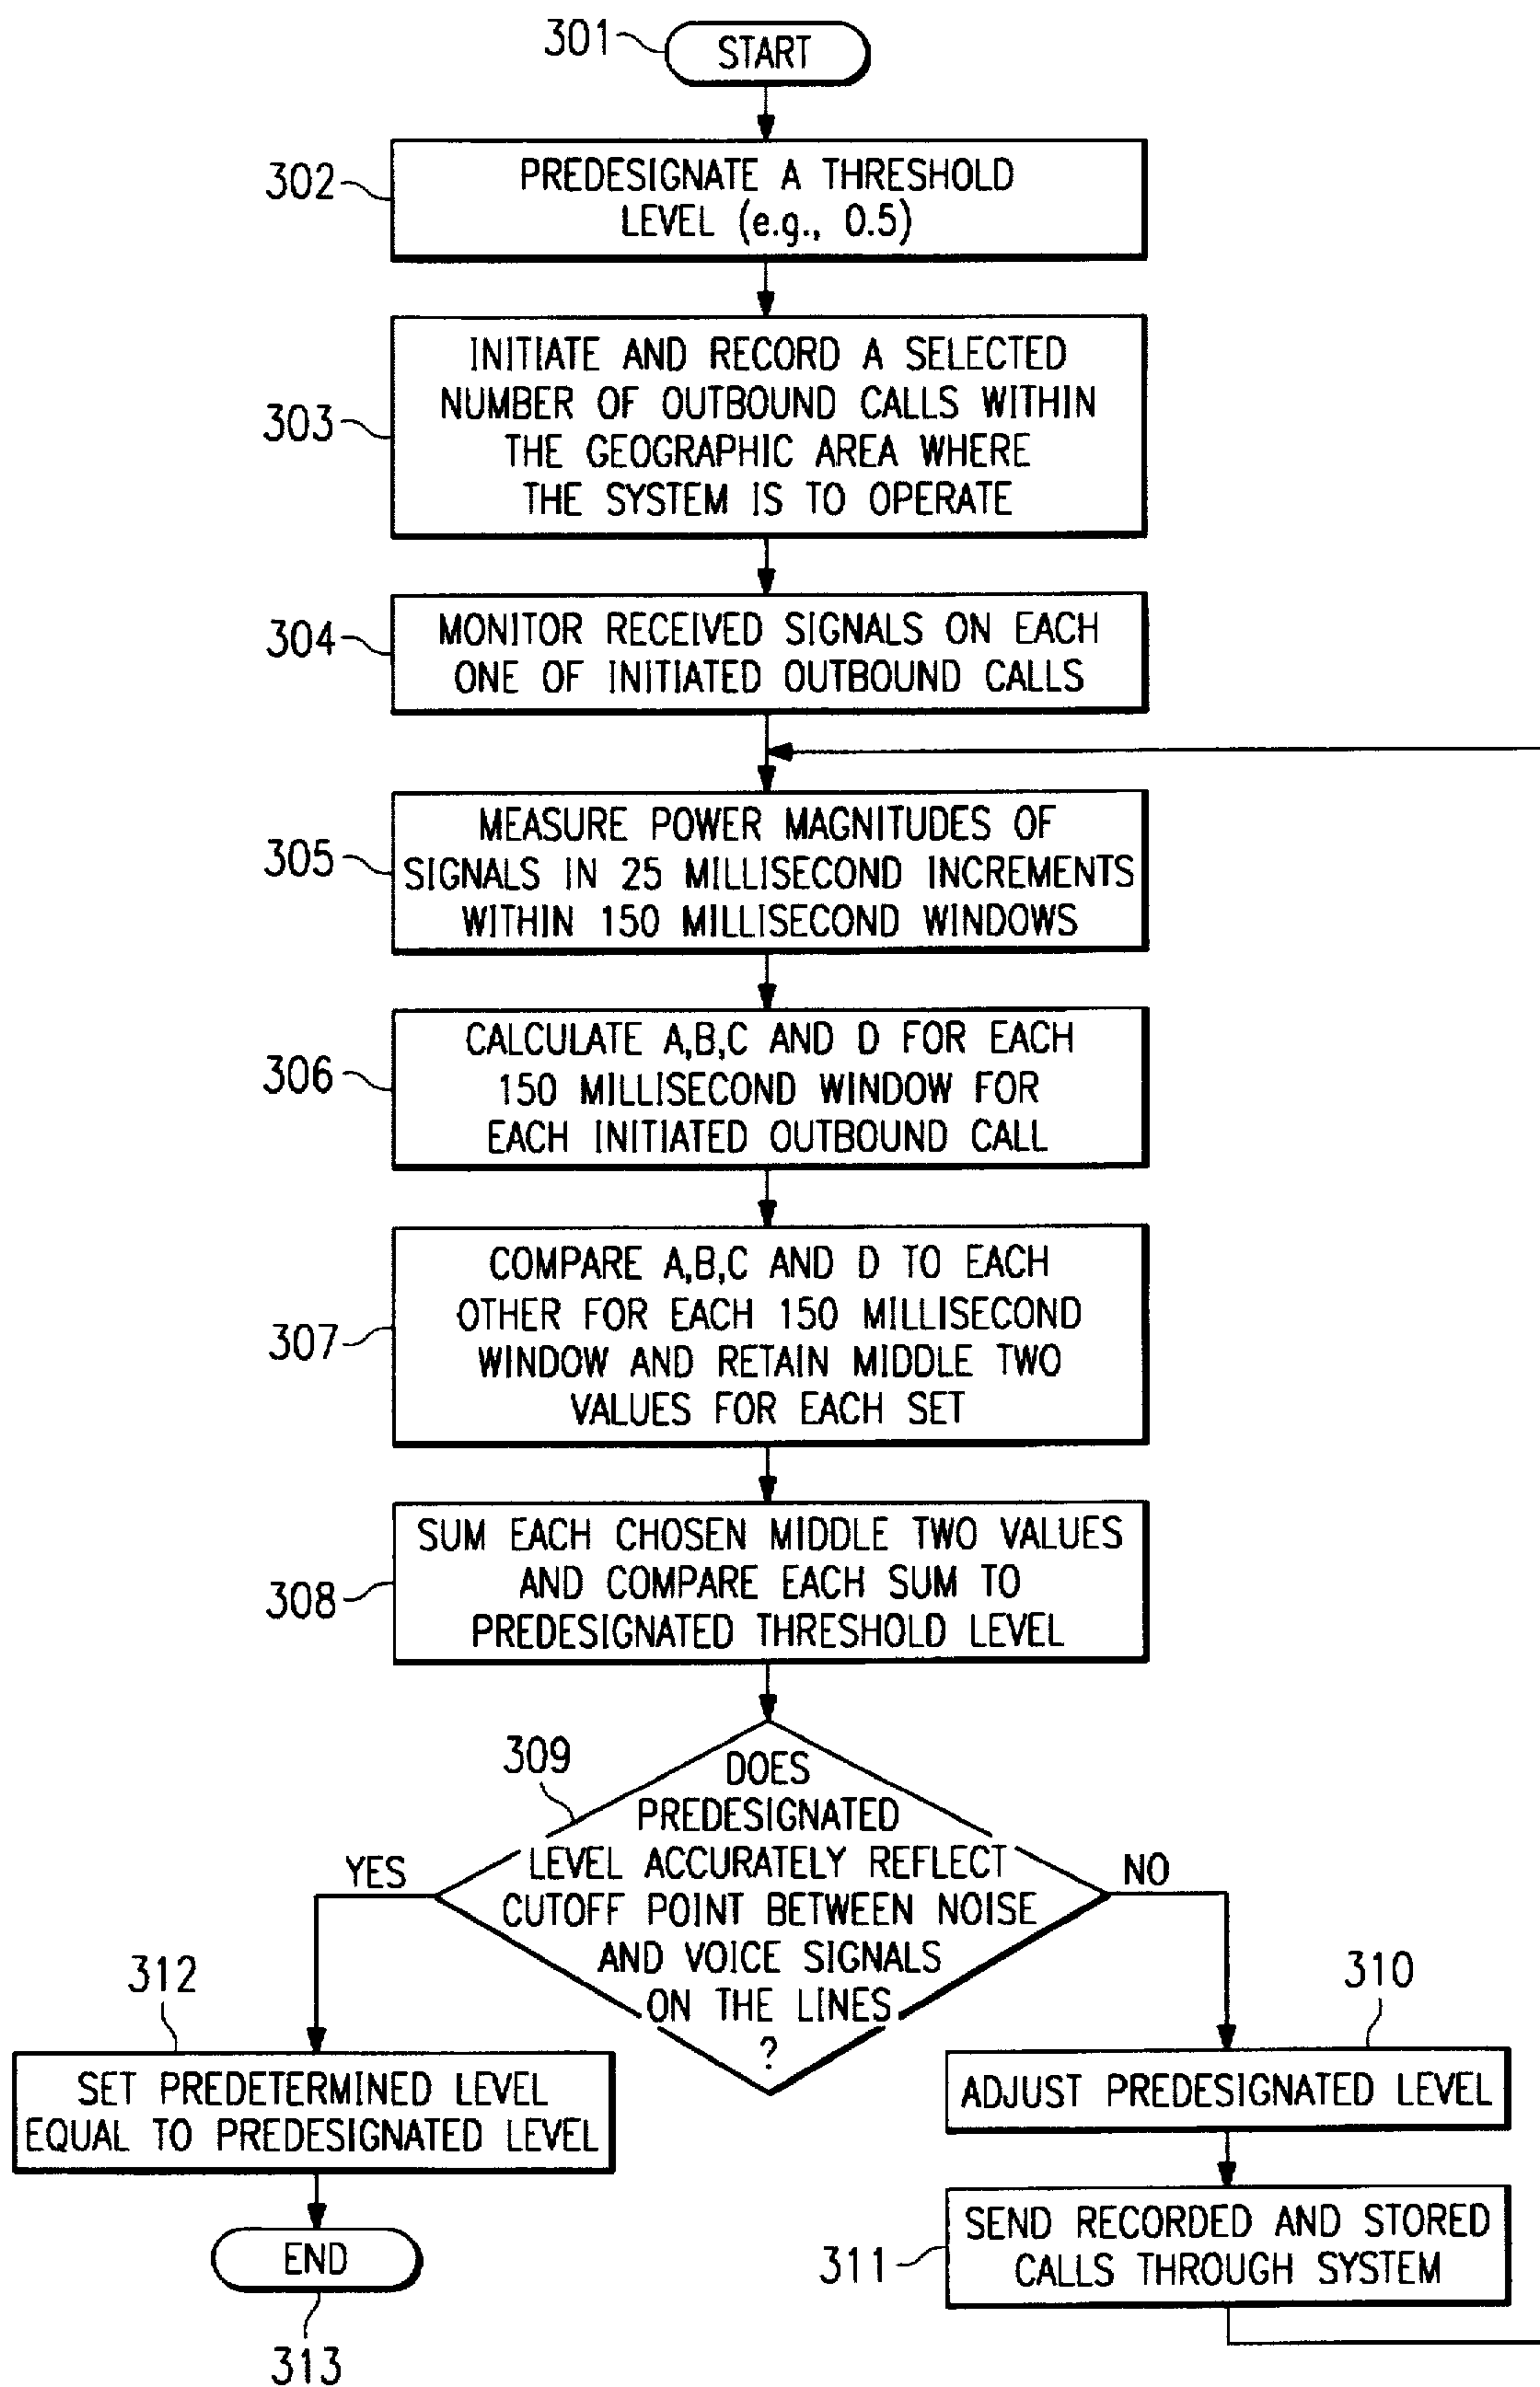 301
START
302
PREDESIGNATE A THRESHOLD
LEVEL (e.g., 0.5)
303
INITIATE AND RECORD A SELECTED
NUMBER OF OUTBOUND CALLS WITHIN
THE GEOGRAPHIC AREA WHERE
THE SYSTEM IS TO OPERATE
304
MONITOR RECEIVED SIGNALS ON EACH
ONE OF INITIATED OUTBOUND CALLS
305
MEASURE POWER MAGNITUDES OF
SIGNALS IN 25 MILLISECOND INCREMENTS
WITHIN 150 MILLISECOND WINDOWS
306
CALCULATE A,B,C AND D FOR EACH
150 MILLISECOND WINDOW FOR
EACH INITIATED OUTBOUND CALL
307
COMPARE A,B,C AND D TO EACH
OTHER FOR EACH 150 MILLISECOND
WINDOW AND RETAIN MIDDLE TWO
VALUES FOR EACH SET
308
SUM EACH CHOSEN MIDDLE TWO VALUES
AND COMPARE EACH SUM TO
PREDESIGNATED THRESHOLD LEVEL
309
DOES
PREDESIGNATED
LEVEL ACCURATELY REFLECT
CUTOFF POINT BETWEEN NOISE
AND VOICE SIGNALS
ON THE LINES
?
YES
NO
312
SET PREDETERMINED LEVEL
EQUAL TO PREDESIGNATED LEVEL
END
313
310
ADJUST PREDESIGNATED LEVEL
311
SEND RECORDED AND STORED
CALLS THROUGH SYSTEM